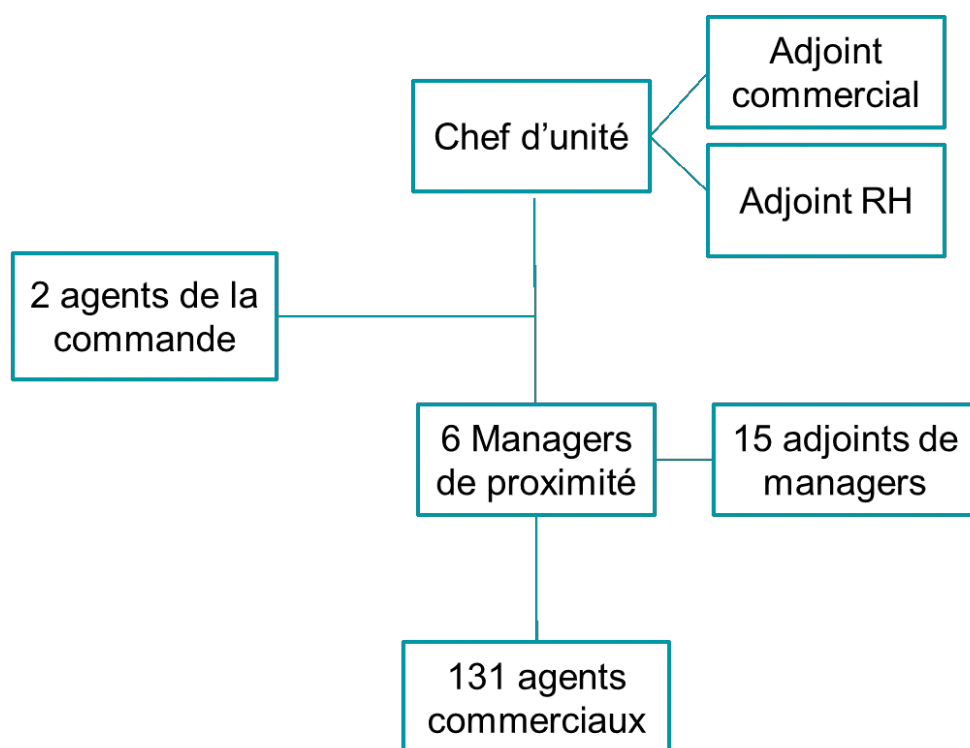 Adjoint
commercial
Chef d’unité
Adjoint RH
2 agents de la
commande
6 Managers
de proximité
15 adjoints de
managers
131 agents
commerciaux